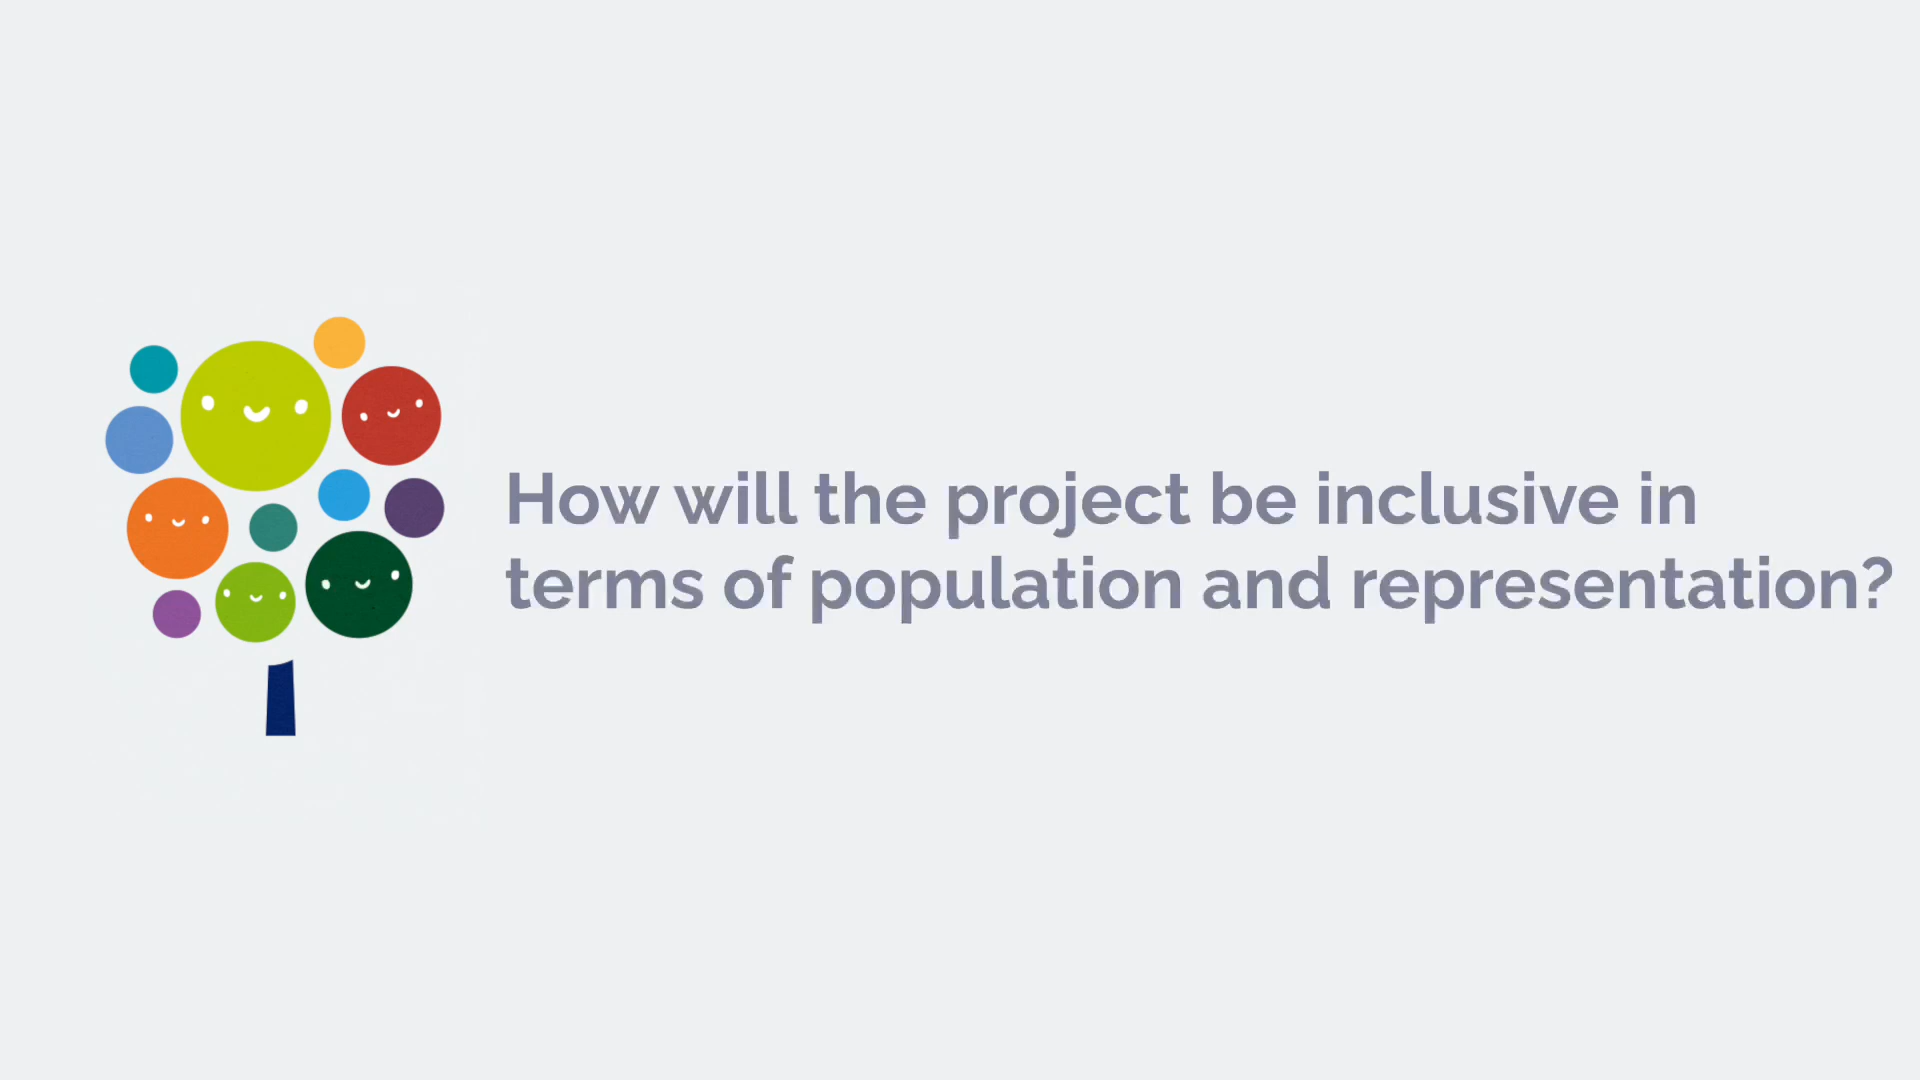 How will the project be inclusive in
terms of population and representation?